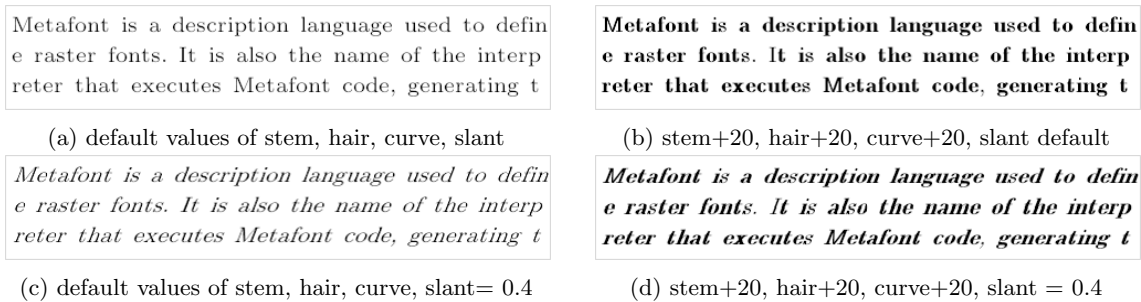 Metafont is a description language used to defin
e raster fonts. It is also the name of the interp
reter that executes Metafont code, generating t
(a) default values of stem, hair, curve, slant
Metafont is a description language used to defin
e raster fonts. It is also the name of the interp
reter that executes Metafont code, generating t
(b) stem+20, hair+20, curve+20, slant default
Metafont is a description language used to defin
e raster fonts. It is also the name of the interp
reter that executes Metafont code, generating t
(c) default values of stem, hair, curve, slant= 0.4
Metafont is a description language used to defin
e raster fonts. It is also the name of the interp
reter that executes Metafont code, generating t
(d) stem+20, hair+20, curve+20, slant = 0.4